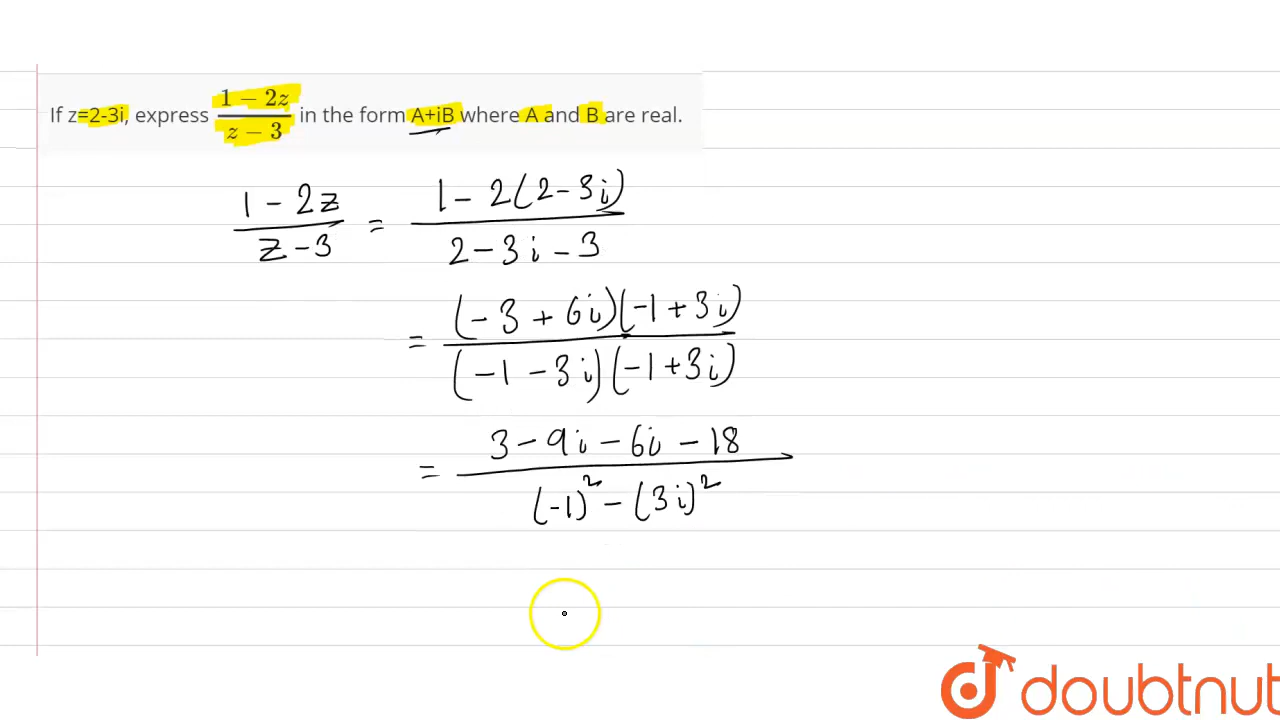 If z=2-3i, express (1 − 2z)/(z − 3) in the form A+iB where A and B are real.
(1 - 2z)/(z - 3) = (1 - 2(2 - 3i))/(2 - 3i - 3)
= ((-3 + 6i)(-1 + 3i))/((-1 - 3i)(-1 + 3i))
= (3 - 9i - 6i - 18)/((-1)² - (3i)²)
doubtnut